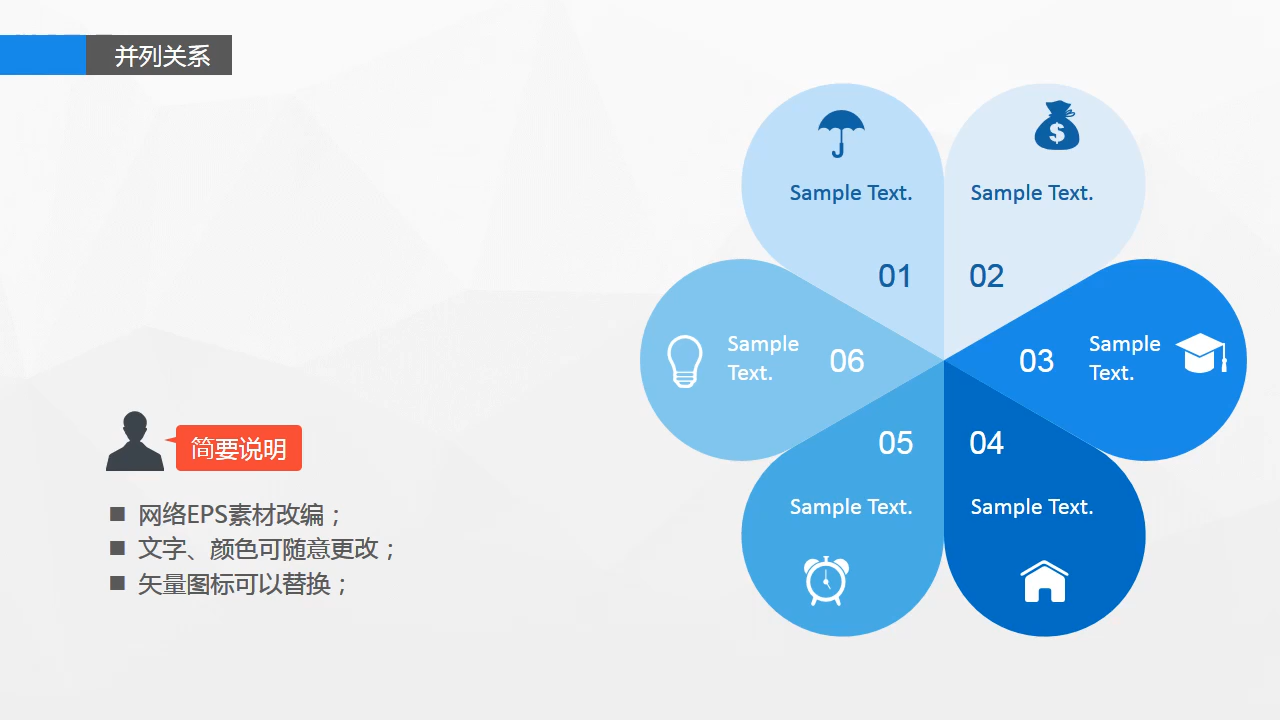 并列关系
Sample Text.
01
Sample Text.
02
03
Sample
Text.
04
Sample Text.
05
Sample Text.
Sample
Text.
06
简要说明
■ 网络EPS素材改编；
■ 文字、颜色可随意更改；
■ 矢量图标可以替换；